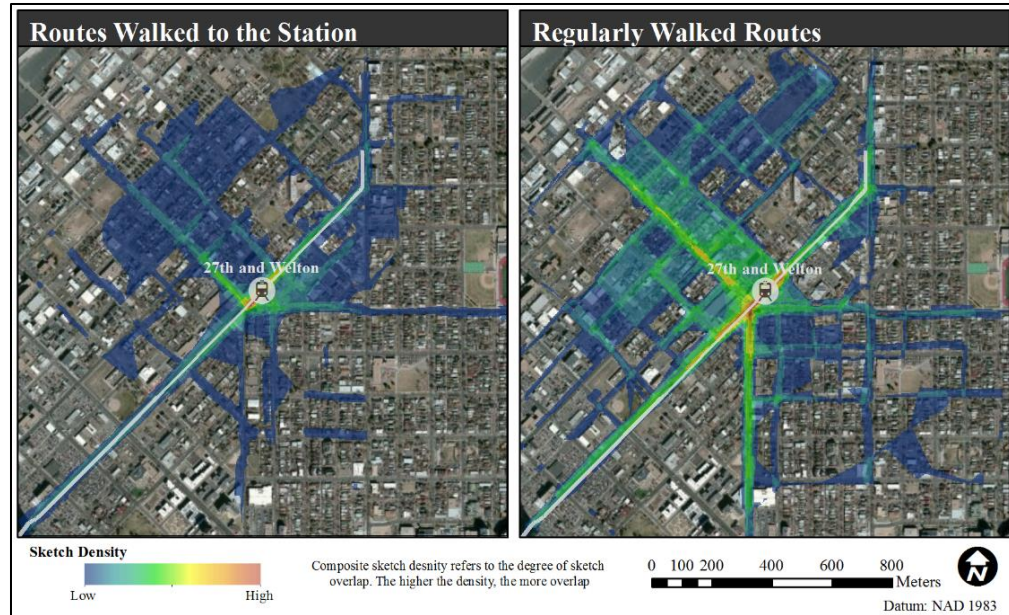 Routes Walked to the Station
Regularly Walked Routes
27th and Welton
27th and Welton
Sketch Density
Low
High
Composite sketch desnity refers to the degree of sketch
overlap. The higher the density, the more overlap
0 100 200 400 600 800
Meters
N
Datum: NAD 1983